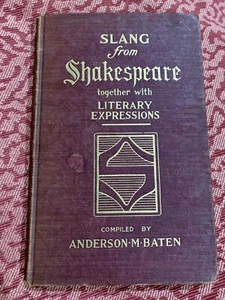 SLANG
from
Shakespeare
together with
LITERARY
EXPRESSIONS
COMPILED BY
ANDERSON·M·BATEN